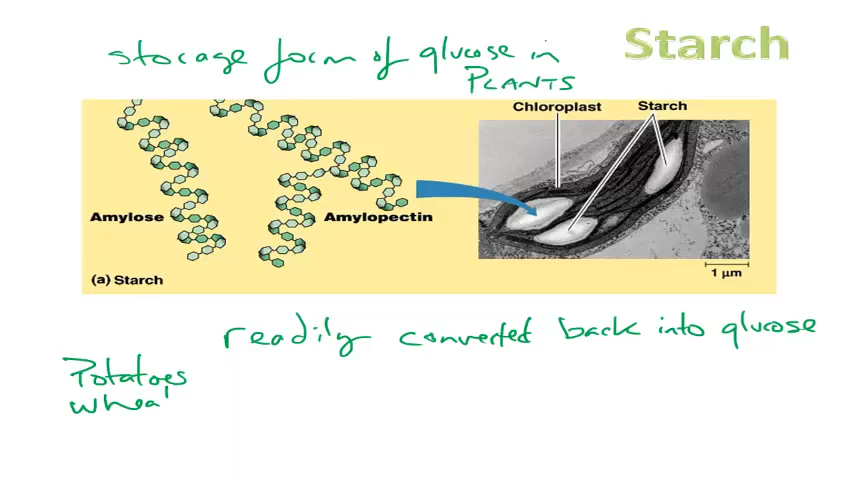 Starch
storage form of glucose in
PLANTS
Chloroplast Starch
Amylose Amylopectin
1 µm
(a) Starch
readily converted back into glucose
Potatoes
whea